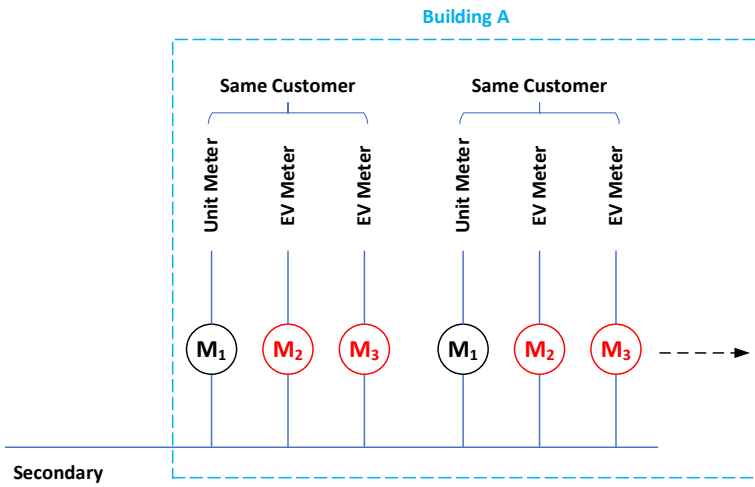 Building A
Same Customer
Same Customer
Unit Meter
EV Meter
EV Meter
Unit Meter
EV Meter
EV Meter
M₁
M₂
M₃
M₁
M₂
M₃
Secondary